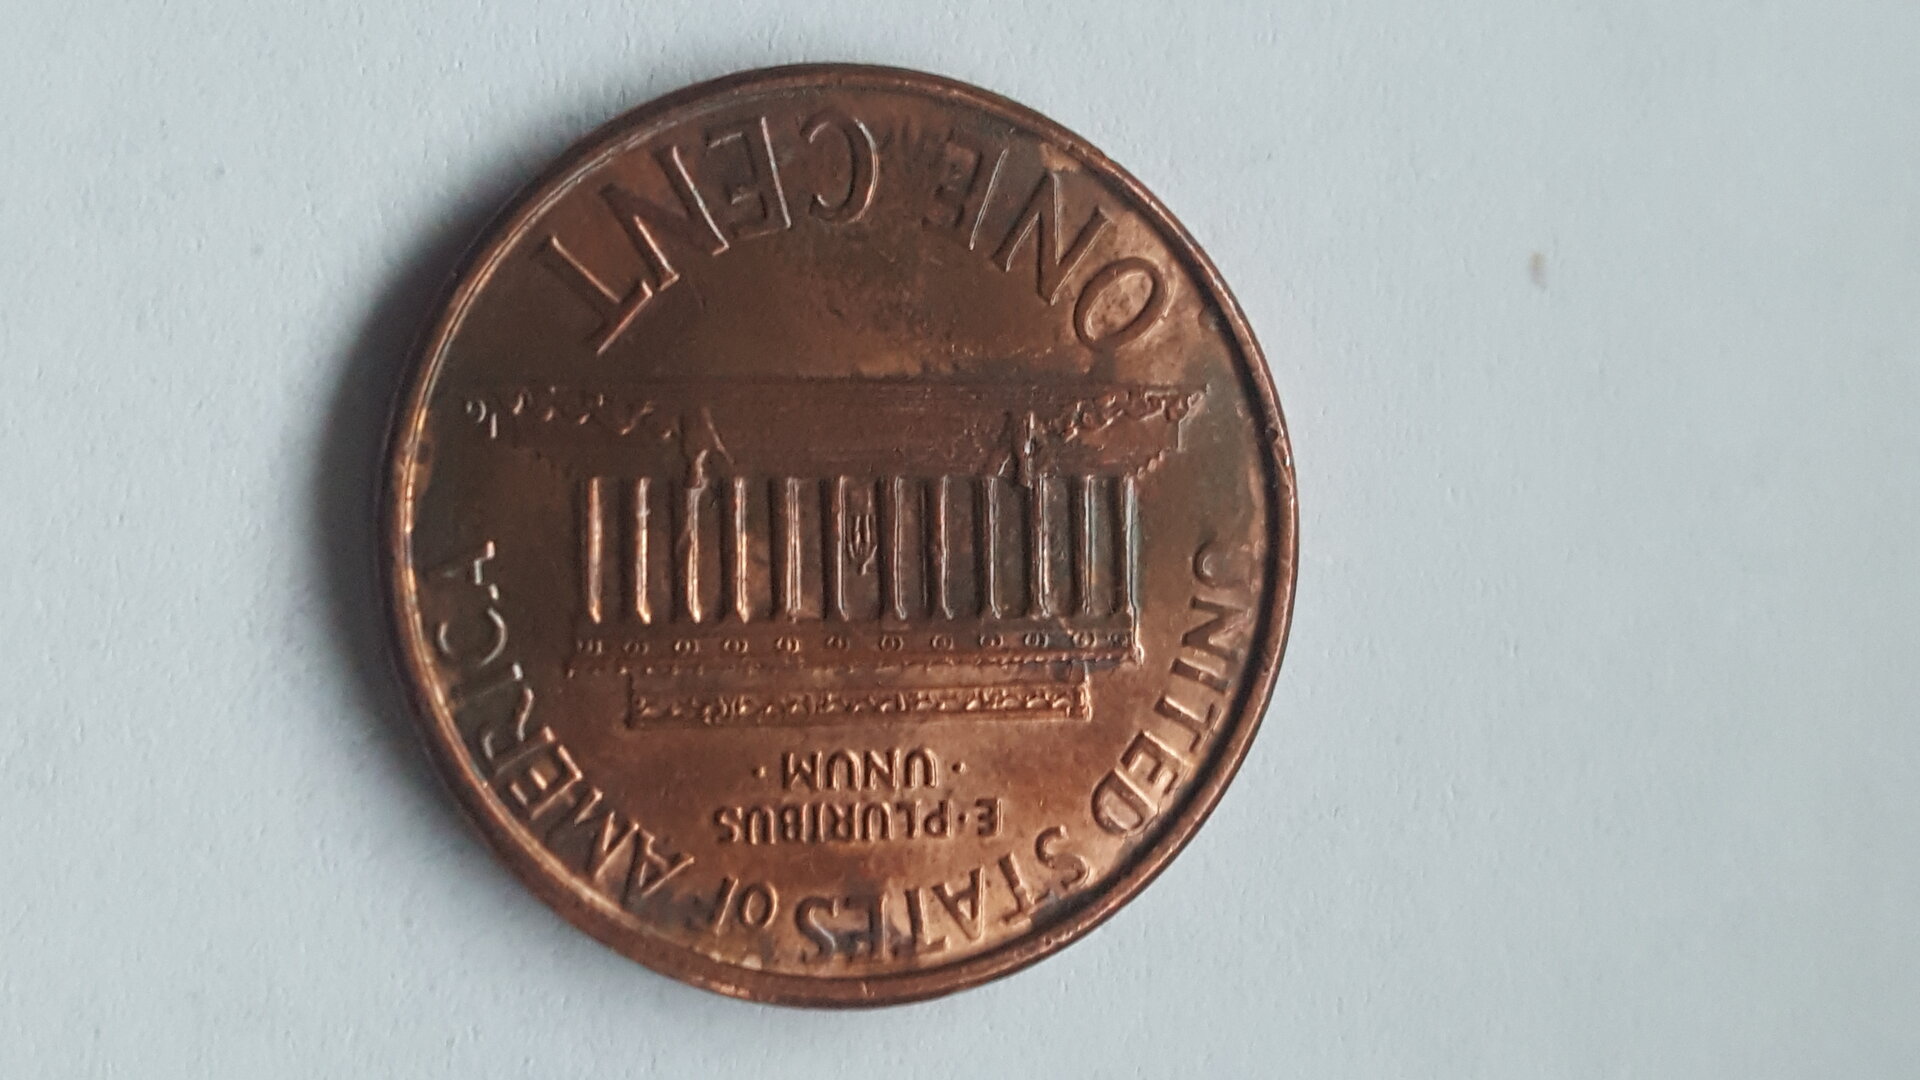 UNITED STATES OF AMERICA
E·PLURIBUS
·UNUM·
ONE CENT